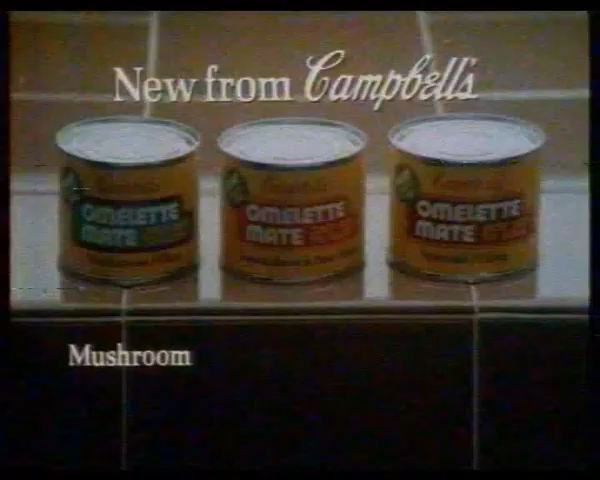 New from Campbell's
OMELETTE
MATE
OMELETTE
MATE
OMELETTE
MATE
Mushroom